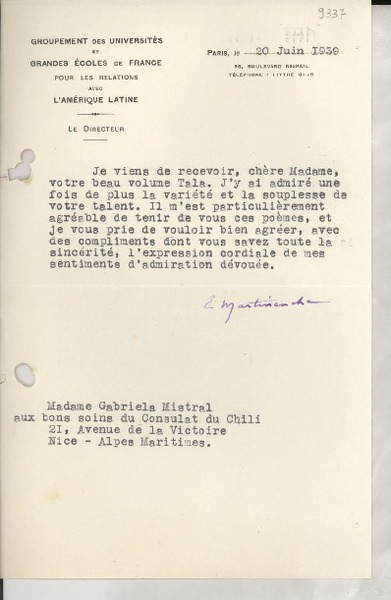 9337
GROUPEMENT DES UNIVERSITÉS
ET
GRANDES ÉCOLES DE FRANCE
POUR LES RELATIONS
AVEC
L'AMÉRIQUE LATINE
LE DIRECTEUR
PARIS, le 20 Juin 1939
96, BOULEVARD RASPAIL
TÉLÉPHONE : LITTRÉ
Je viens de recevoir, chère Madame,
votre beau volume Tala. J'y ai admiré une
fois de plus la variété et la souplesse de
votre talent. Il m'est particulièrement
agréable de tenir de vous ces poèmes, et
je vous prie de vouloir bien agréer, avec
des compliments dont vous savez toute la
sincérité, l'expression cordiale de mes
sentiments d'admiration dévouée.
E Martinenche
Madame Gabriela Mistral
aux bons soins du Consulat du Chili
2I, Avenue de la Victoire
Nice - Alpes Maritimes.